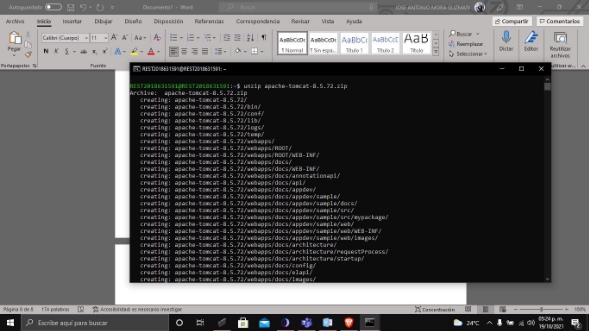 Autoguardado
Documento1 - Word
JOSE ANTONIO MORA GUZMAN
Archivo Inicio Insertar Dibujar Diseño Disposición Referencias Correspondencia Revisar Vista Ayuda
Compartir Comentarios
Pegar
Calibri (Cuerpo) 11
AaBbCcDc AaBbCcDc AaBbCc AaBbCcC AaB
1 Normal 1 Sin espa... Título 1 Título 2 Título
Buscar
Reemplazar
Seleccionar
Dictar Editor Reutilizar archivos
Portapapeles Fuente Párrafo Estilos
REST2018631591@REST2018631591: ~
REST2018631591@REST2018631591:~$ unzip apache-tomcat-8.5.72.zip
Archive: apache-tomcat-8.5.72.zip
creating: apache-tomcat-8.5.72/
creating: apache-tomcat-8.5.72/bin/
creating: apache-tomcat-8.5.72/conf/
creating: apache-tomcat-8.5.72/lib/
creating: apache-tomcat-8.5.72/logs/
creating: apache-tomcat-8.5.72/temp/
creating: apache-tomcat-8.5.72/webapps/
creating: apache-tomcat-8.5.72/webapps/ROOT/
creating: apache-tomcat-8.5.72/webapps/ROOT/WEB-INF/
creating: apache-tomcat-8.5.72/webapps/docs/
creating: apache-tomcat-8.5.72/webapps/docs/WEB-INF/
creating: apache-tomcat-8.5.72/webapps/docs/annotationapi/
creating: apache-tomcat-8.5.72/webapps/docs/api/
creating: apache-tomcat-8.5.72/webapps/docs/appdev/
creating: apache-tomcat-8.5.72/webapps/docs/appdev/sample/
creating: apache-tomcat-8.5.72/webapps/docs/appdev/sample/docs/
creating: apache-tomcat-8.5.72/webapps/docs/appdev/sample/src/
creating: apache-tomcat-8.5.72/webapps/docs/appdev/sample/src/mypackage/
creating: apache-tomcat-8.5.72/webapps/docs/appdev/sample/web/
creating: apache-tomcat-8.5.72/webapps/docs/appdev/sample/web/WEB-INF/
creating: apache-tomcat-8.5.72/webapps/docs/appdev/sample/web/images/
creating: apache-tomcat-8.5.72/webapps/docs/architecture/
creating: apache-tomcat-8.5.72/webapps/docs/architecture/requestProcess/
creating: apache-tomcat-8.5.72/webapps/docs/architecture/startup/
creating: apache-tomcat-8.5.72/webapps/docs/config/
creating: apache-tomcat-8.5.72/webapps/docs/elapi/
creating: apache-tomcat-8.5.72/webapps/docs/images/
Accesibilidad: es necesario investigar
Concentración
Escribe aquí para buscar
24°C
05:24 p. m.
19/10/2021